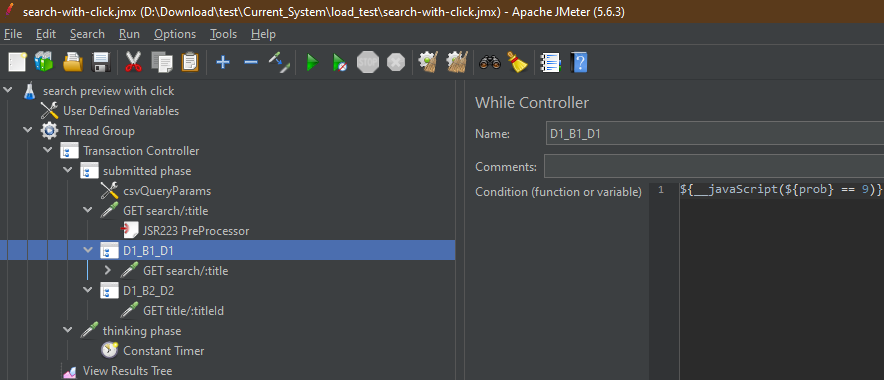 search-with-click.jmx (D:\Download\test\Current_System\load_test\search-with-click.jmx) - Apache JMeter (5.6.3)
File Edit Search Run Options Tools Help
STOP
search preview with click
User Defined Variables
Thread Group
Transaction Controller
submitted phase
csvQueryParams
GET search/:title
JSR223 PreProcessor
D1_B1_D1
GET search/:title
D1_B2_D2
GET title/:titleId
thinking phase
Constant Timer
View Results Tree
While Controller
Name: D1_B1_D1
Comments:
Condition (function or variable) 1 ${__javaScript(${prob} == 9)}